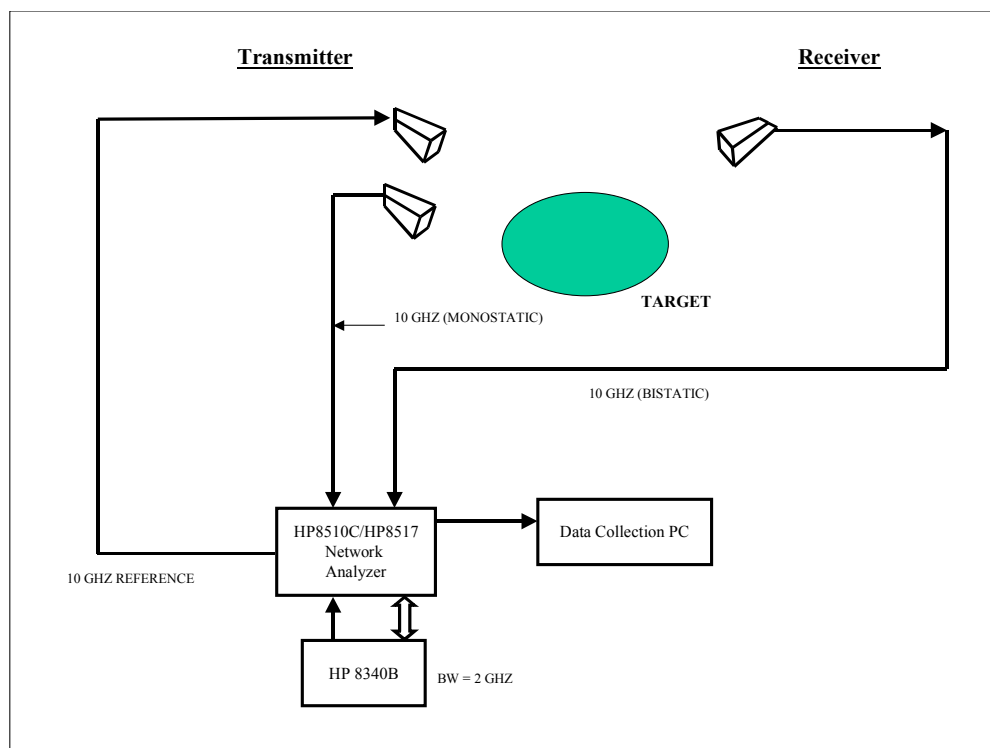 Transmitter
Receiver
TARGET
10 GHZ (MONOSTATIC)
10 GHZ (BISTATIC)
HP8510C/HP8517
Network
Analyzer
Data Collection PC
10 GHZ REFERENCE
HP 8340B
BW = 2 GHZ